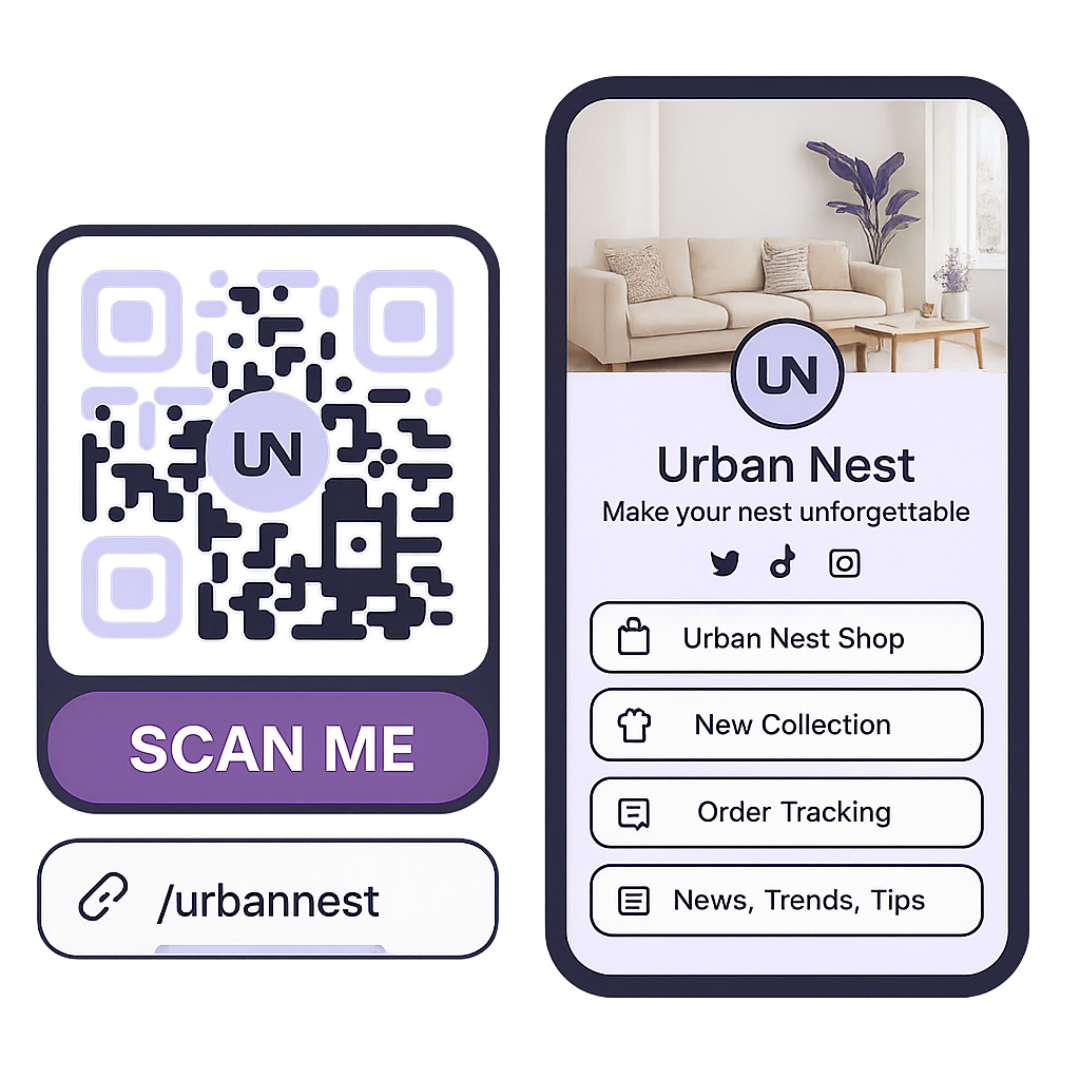 UN
SCAN ME
/urbannest
UN
Urban Nest
Make your nest unforgettable
Urban Nest Shop
New Collection
Order Tracking
News, Trends, Tips